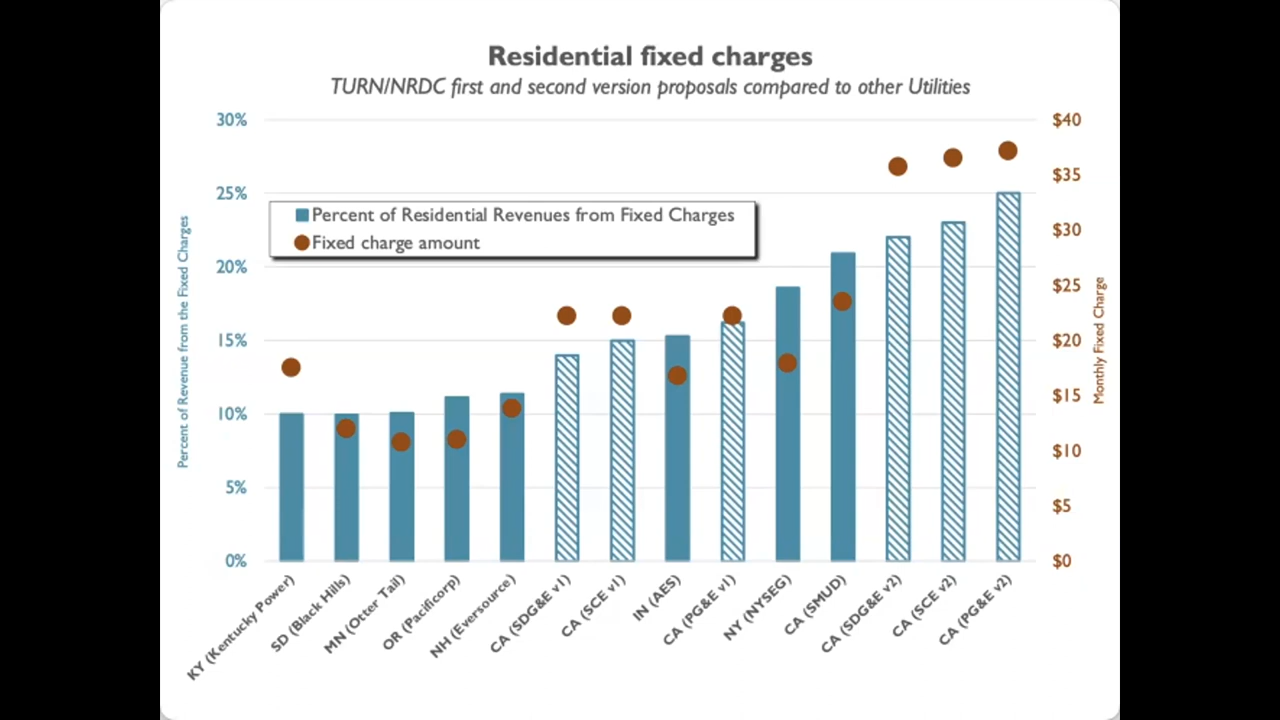 Residential fixed charges
TURN/NRDC first and second version proposals compared to other Utilities
30%
25%
20%
15%
10%
5%
0%
Percent of Revenue from the Fixed Charges
Percent of Residential Revenues from Fixed Charges
Fixed charge amount
$40
$35
$30
$25
$20
$15
$10
$5
$0
Monthly Fixed Charge
KY (Kentucky Power)
SD (Black Hills)
MN (Otter Tail)
OR (Pacificorp)
NH (Eversource)
CA (SDG&E v1)
CA (SCE v1)
IN (AES)
CA (PG&E v1)
NY (NYSEG)
CA (SMUD)
CA (SDG&E v2)
CA (SCE v2)
CA (PG&E v2)